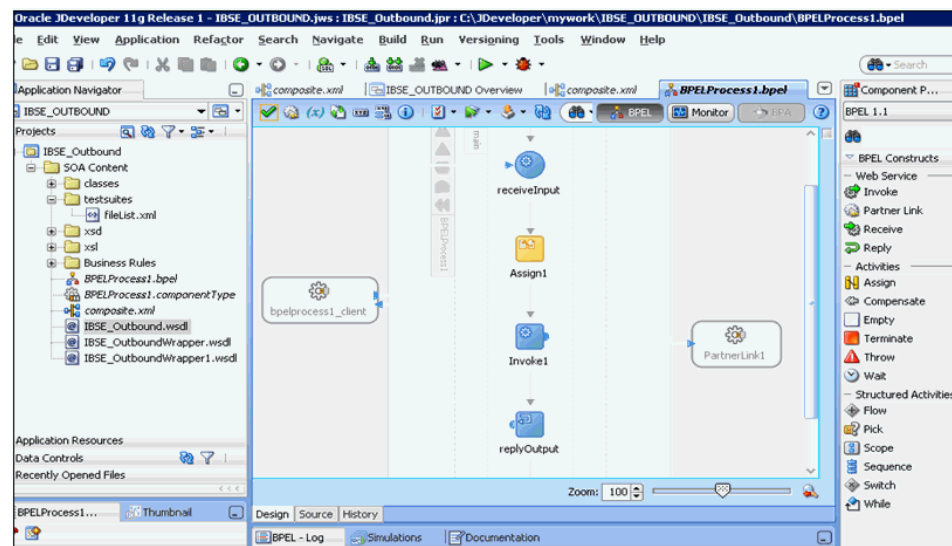 Oracle JDeveloper 11g Release 1 - IBSE_OUTBOUND.jws : IBSE_Outbound.jpr : C:\JDeveloper\mywork\IBSE_OUTBOUND\IBSE_Outbound\BPELProcess1.bpel
le Edit View Application Refactor Search Navigate Build Run Versioning Tools Window Help
Search
Application Navigator
composite.xml
IBSE_OUTBOUND Overview
composite.xml
BPELProcess1.bpel
Component P...
IBSE_OUTBOUND
BPEL
Monitor
BPA
BPEL 1.1
Projects
IBSE_Outbound
SOA Content
classes
testsuites
fileList.xml
xsd
xsl
Business Rules
BPELProcess1.bpel
BPELProcess1.componentType
composite.xml
IBSE_Outbound.wsdl
IBSE_OutboundWrapper.wsdl
IBSE_OutboundWrapper1.wsdl
Application Resources
Data Controls
Recently Opened Files
BPELProcess1...
Thumbnail
main
BPELProcess1
receiveInput
Assign1
bpelprocess1_client
Invoke1
PartnerLink1
replyOutput
Zoom: 100
Design Source History
BPEL - Log
Simulations
Documentation
BPEL Constructs
Web Service
Invoke
Partner Link
Receive
Reply
Activities
Assign
Compensate
Empty
Terminate
Throw
Wait
Structured Activities
Flow
Pick
Scope
Sequence
Switch
While